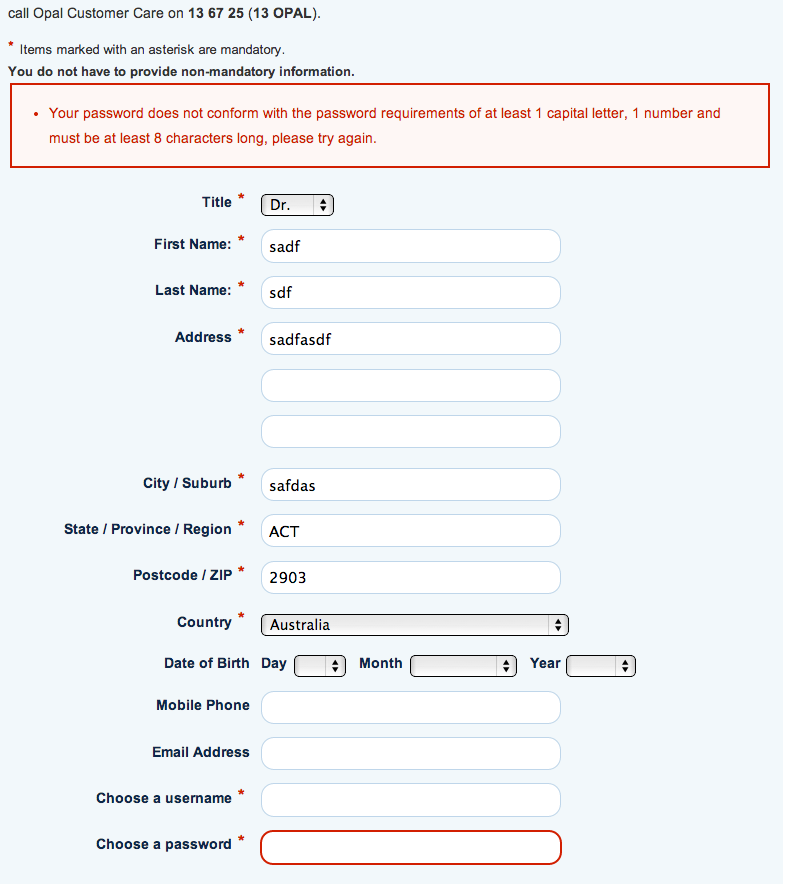 call Opal Customer Care on 13 67 25 (13 OPAL).
* Items marked with an asterisk are mandatory.
You do not have to provide non-mandatory information.
• Your password does not conform with the password requirements of at least 1 capital letter, 1 number and
must be at least 8 characters long, please try again.
Title * Dr.
First Name: * sadf
Last Name: * sdf
Address * sadfasdf
City / Suburb * safdas
State / Province / Region * ACT
Postcode / ZIP * 2903
Country * Australia
Date of Birth Day Month Year
Mobile Phone
Email Address
Choose a username *
Choose a password *